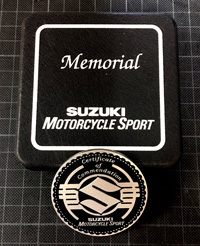 Memorial
SUZUKI
MOTORCYCLE SPORT
Certificate
of
Commendation
SUZUKI
MOTORCYCLE SPORT